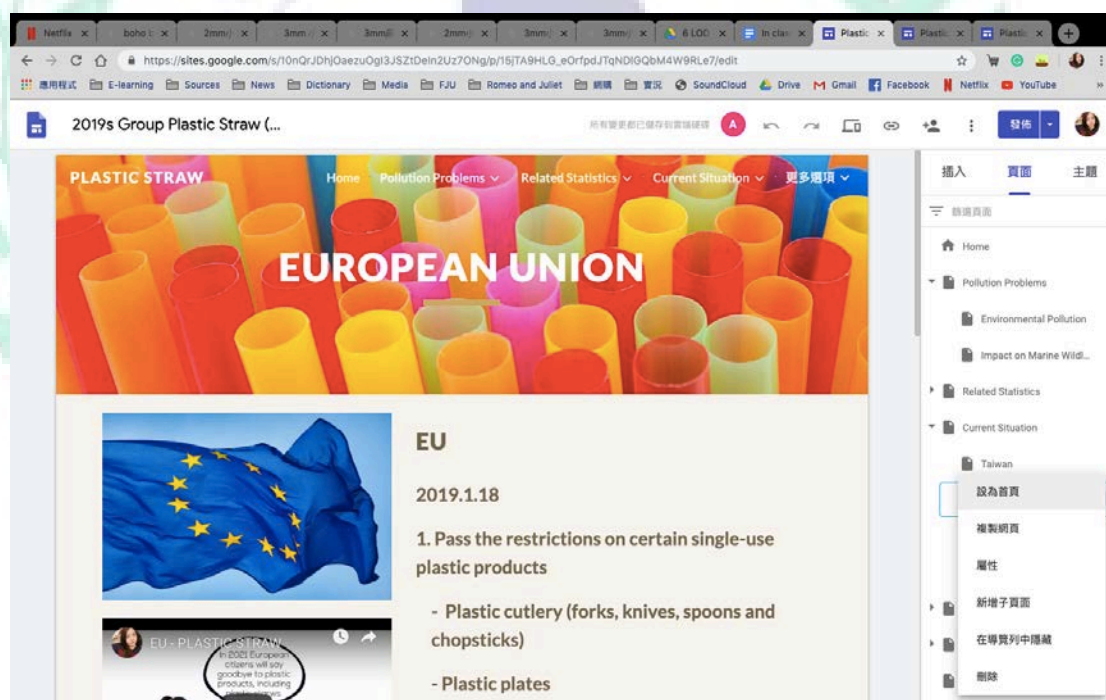 Netflix
boho b
2mm
3mm
3mm
2mm
3mm
3mm
6 LOD
In clas
Plastic
Plastic
Plastic
https://sites.google.com/s/10nQrJDhjOaezuOgI3JSZtDeIn2Uz7ONg/p/15jTA9HLG_eOrfpdJTqNDIGQbM4W9RLe7/edit
應用程式 E-learning Sources News Dictionary Media FJU Romeo and Juliet 網購 實況 SoundCloud Drive Gmail Facebook Netflix YouTube
2019s Group Plastic Straw (...
所有變更都已儲存到雲端硬碟
A
發佈
PLASTIC STRAW Home Pollution Problems Related Statistics Current Situation 更多選項
EUROPEAN UNION
插入 頁面 主題
篩選頁面
Home
Pollution Problems
Environmental Pollution
Impact on Marine Wildl...
Related Statistics
Current Situation
Taiwan
設為首頁
複製網頁
屬性
新增子頁面
在導覽列中隱藏
刪除
EU
2019.1.18
1. Pass the restrictions on certain single-use
plastic products
- Plastic cutlery (forks, knives, spoons and
chopsticks)
- Plastic plates
EU - PLASTIC STRAW
In 2021 European
citizens will say
goodbye to plastic
products, including